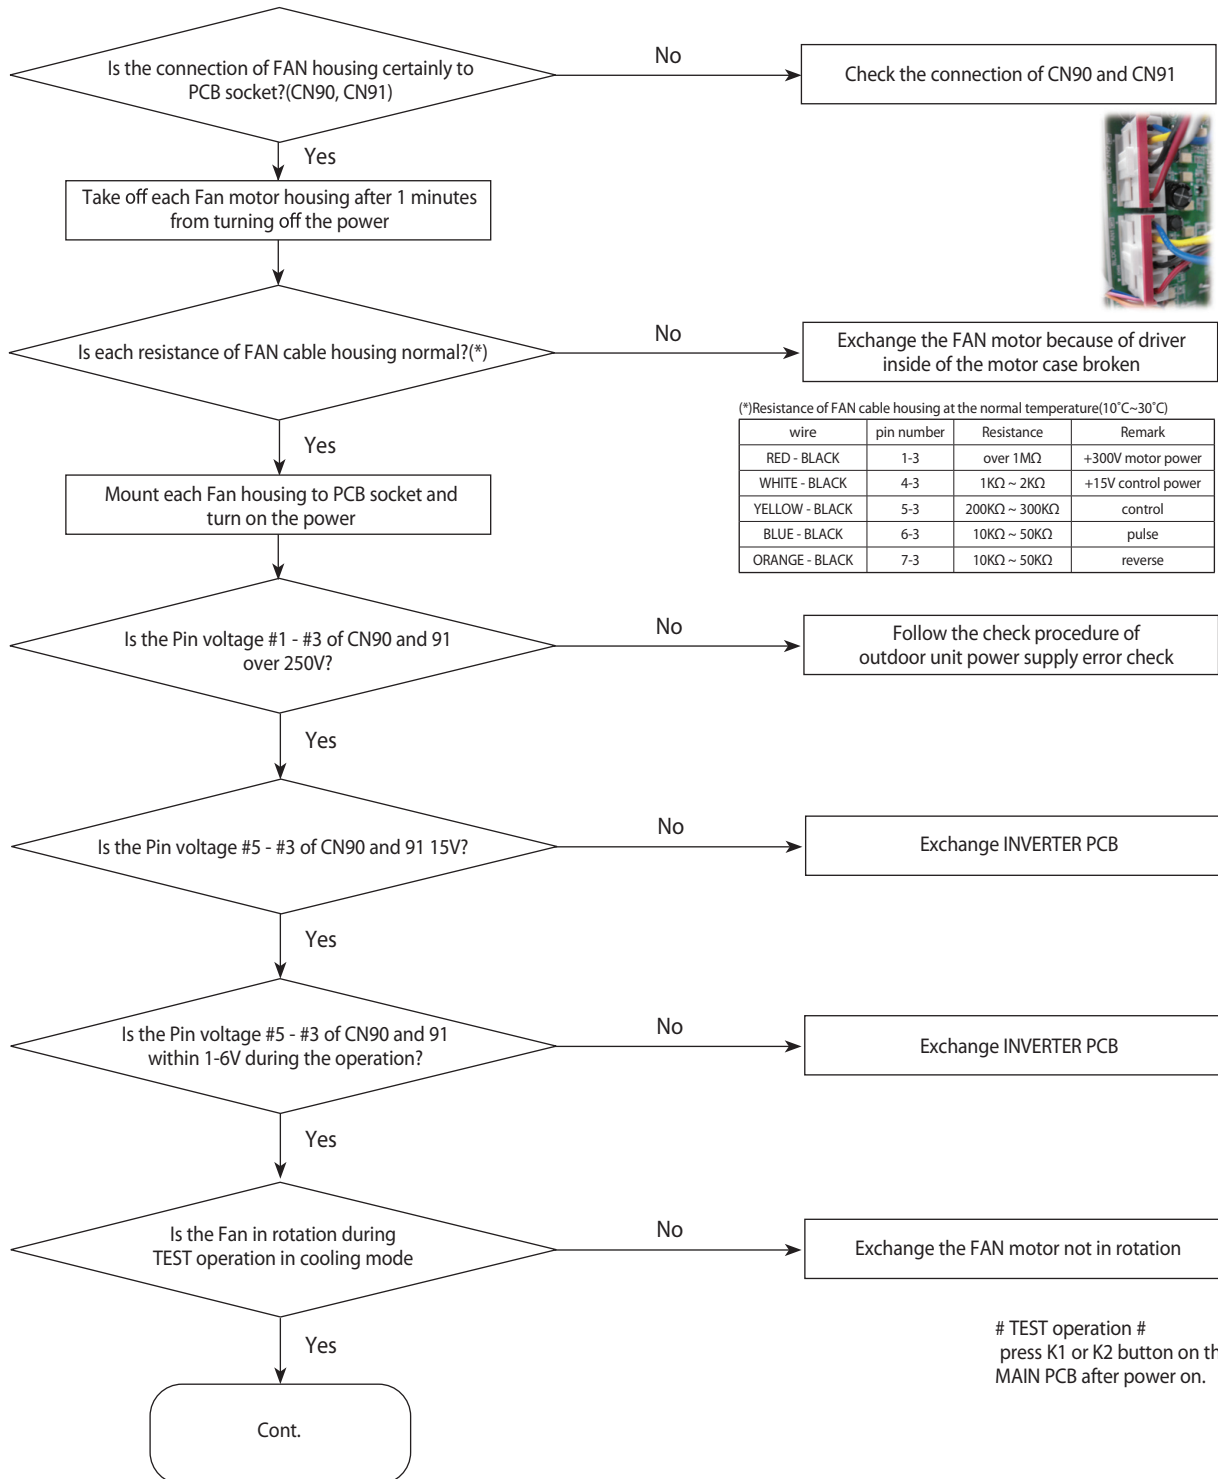 Is the connection of FAN housing certainly to
PCB socket?(CN90, CN91)
No
Check the connection of CN90 and CN91
Yes
Take off each Fan motor housing after 1 minutes
from turning off the power
Is each resistance of FAN cable housing normal?(*)
No
Exchange the FAN motor because of driver
inside of the motor case broken
(*)Resistance of FAN cable housing at the normal temperature(10˚C~30˚C)
wire pin number Resistance Remark
RED - BLACK 1-3 over 1MΩ +300V motor power
WHITE - BLACK 4-3 1KΩ ~ 2KΩ +15V control power
YELLOW - BLACK 5-3 200KΩ ~ 300KΩ control
BLUE - BLACK 6-3 10KΩ ~ 50KΩ pulse
ORANGE - BLACK 7-3 10KΩ ~ 50KΩ reverse
Yes
Mount each Fan housing to PCB socket and
turn on the power
Is the Pin voltage #1 - #3 of CN90 and 91
over 250V?
No
Follow the check procedure of
outdoor unit power supply error check
Yes
Is the Pin voltage #5 - #3 of CN90 and 91 15V?
No
Exchange INVERTER PCB
Yes
Is the Pin voltage #5 - #3 of CN90 and 91
within 1-6V during the operation?
No
Exchange INVERTER PCB
Yes
Is the Fan in rotation during
TEST operation in cooling mode
No
Exchange the FAN motor not in rotation
Yes
# TEST operation #
press K1 or K2 button on th
MAIN PCB after power on.
Cont.